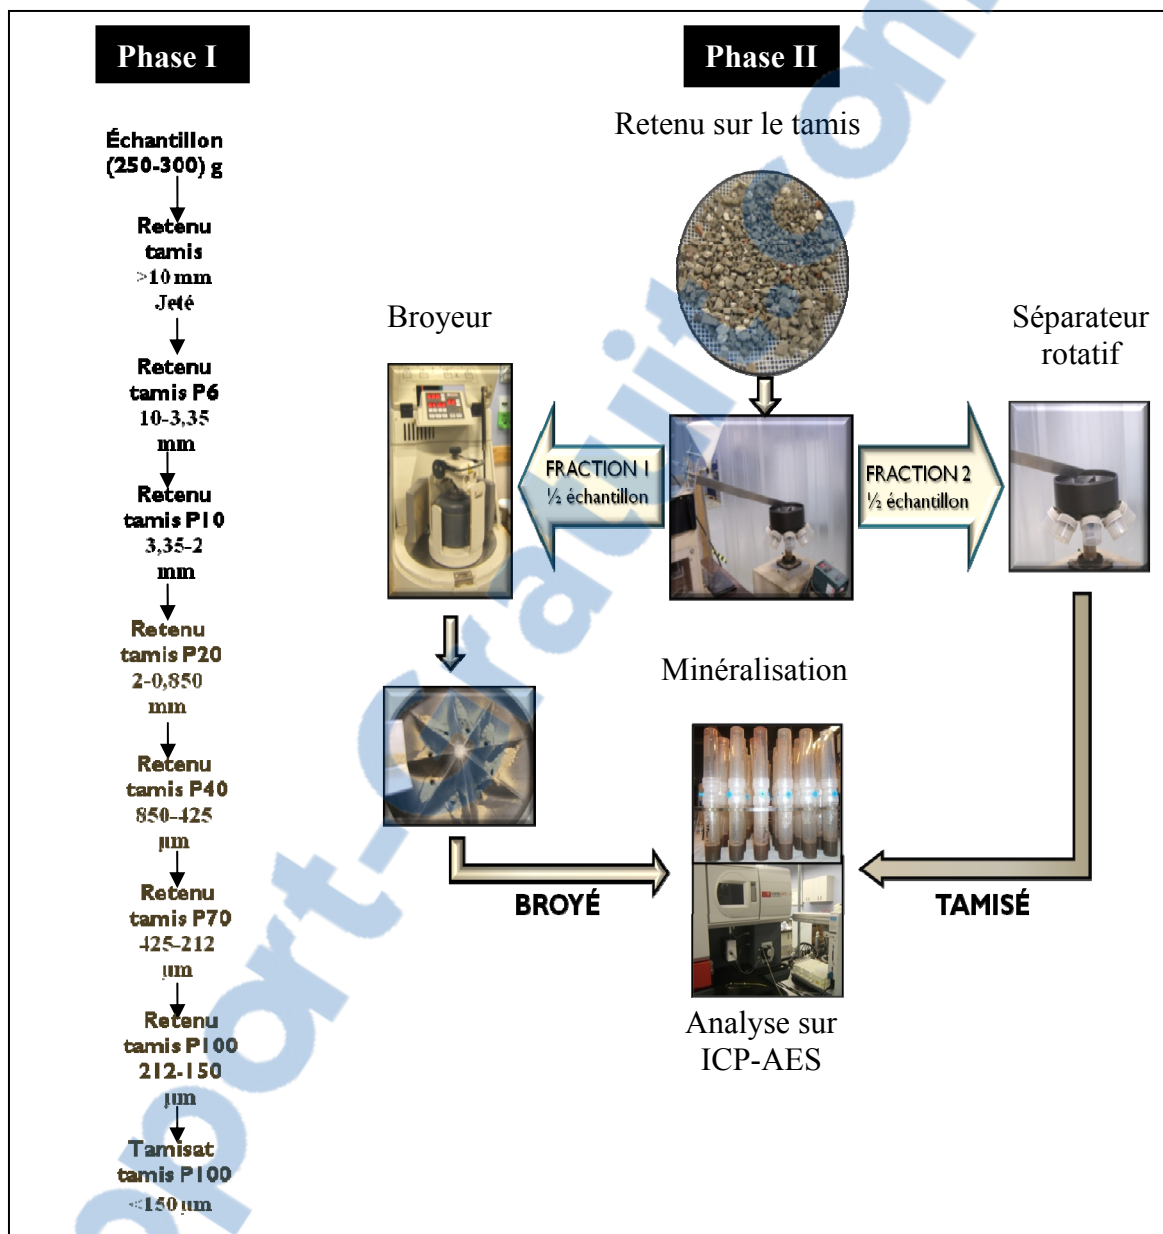 Phase I
Échantillon
(250-300) g
Retenu
tamis
>10 mm
Jeté
Retenu
tamis P6
10-3,35
mm
Retenu
tamis P10
3,35-2
mm
Retenu
tamis P20
2-0,850
mm
Retenu
tamis P40
850-425
µm
Retenu
tamis P70
425-212
µm
Retenu
tamis P100
212-150
µm
Tamisat
tamis P100
<150 µm
Phase II
Retenu sur le tamis
Broyeur
Séparateur
rotatif
FRACTION 1
½ échantillon
FRACTION 2
½ échantillon
Minéralisation
BROYÉ
TAMISÉ
Analyse sur
ICP-AES